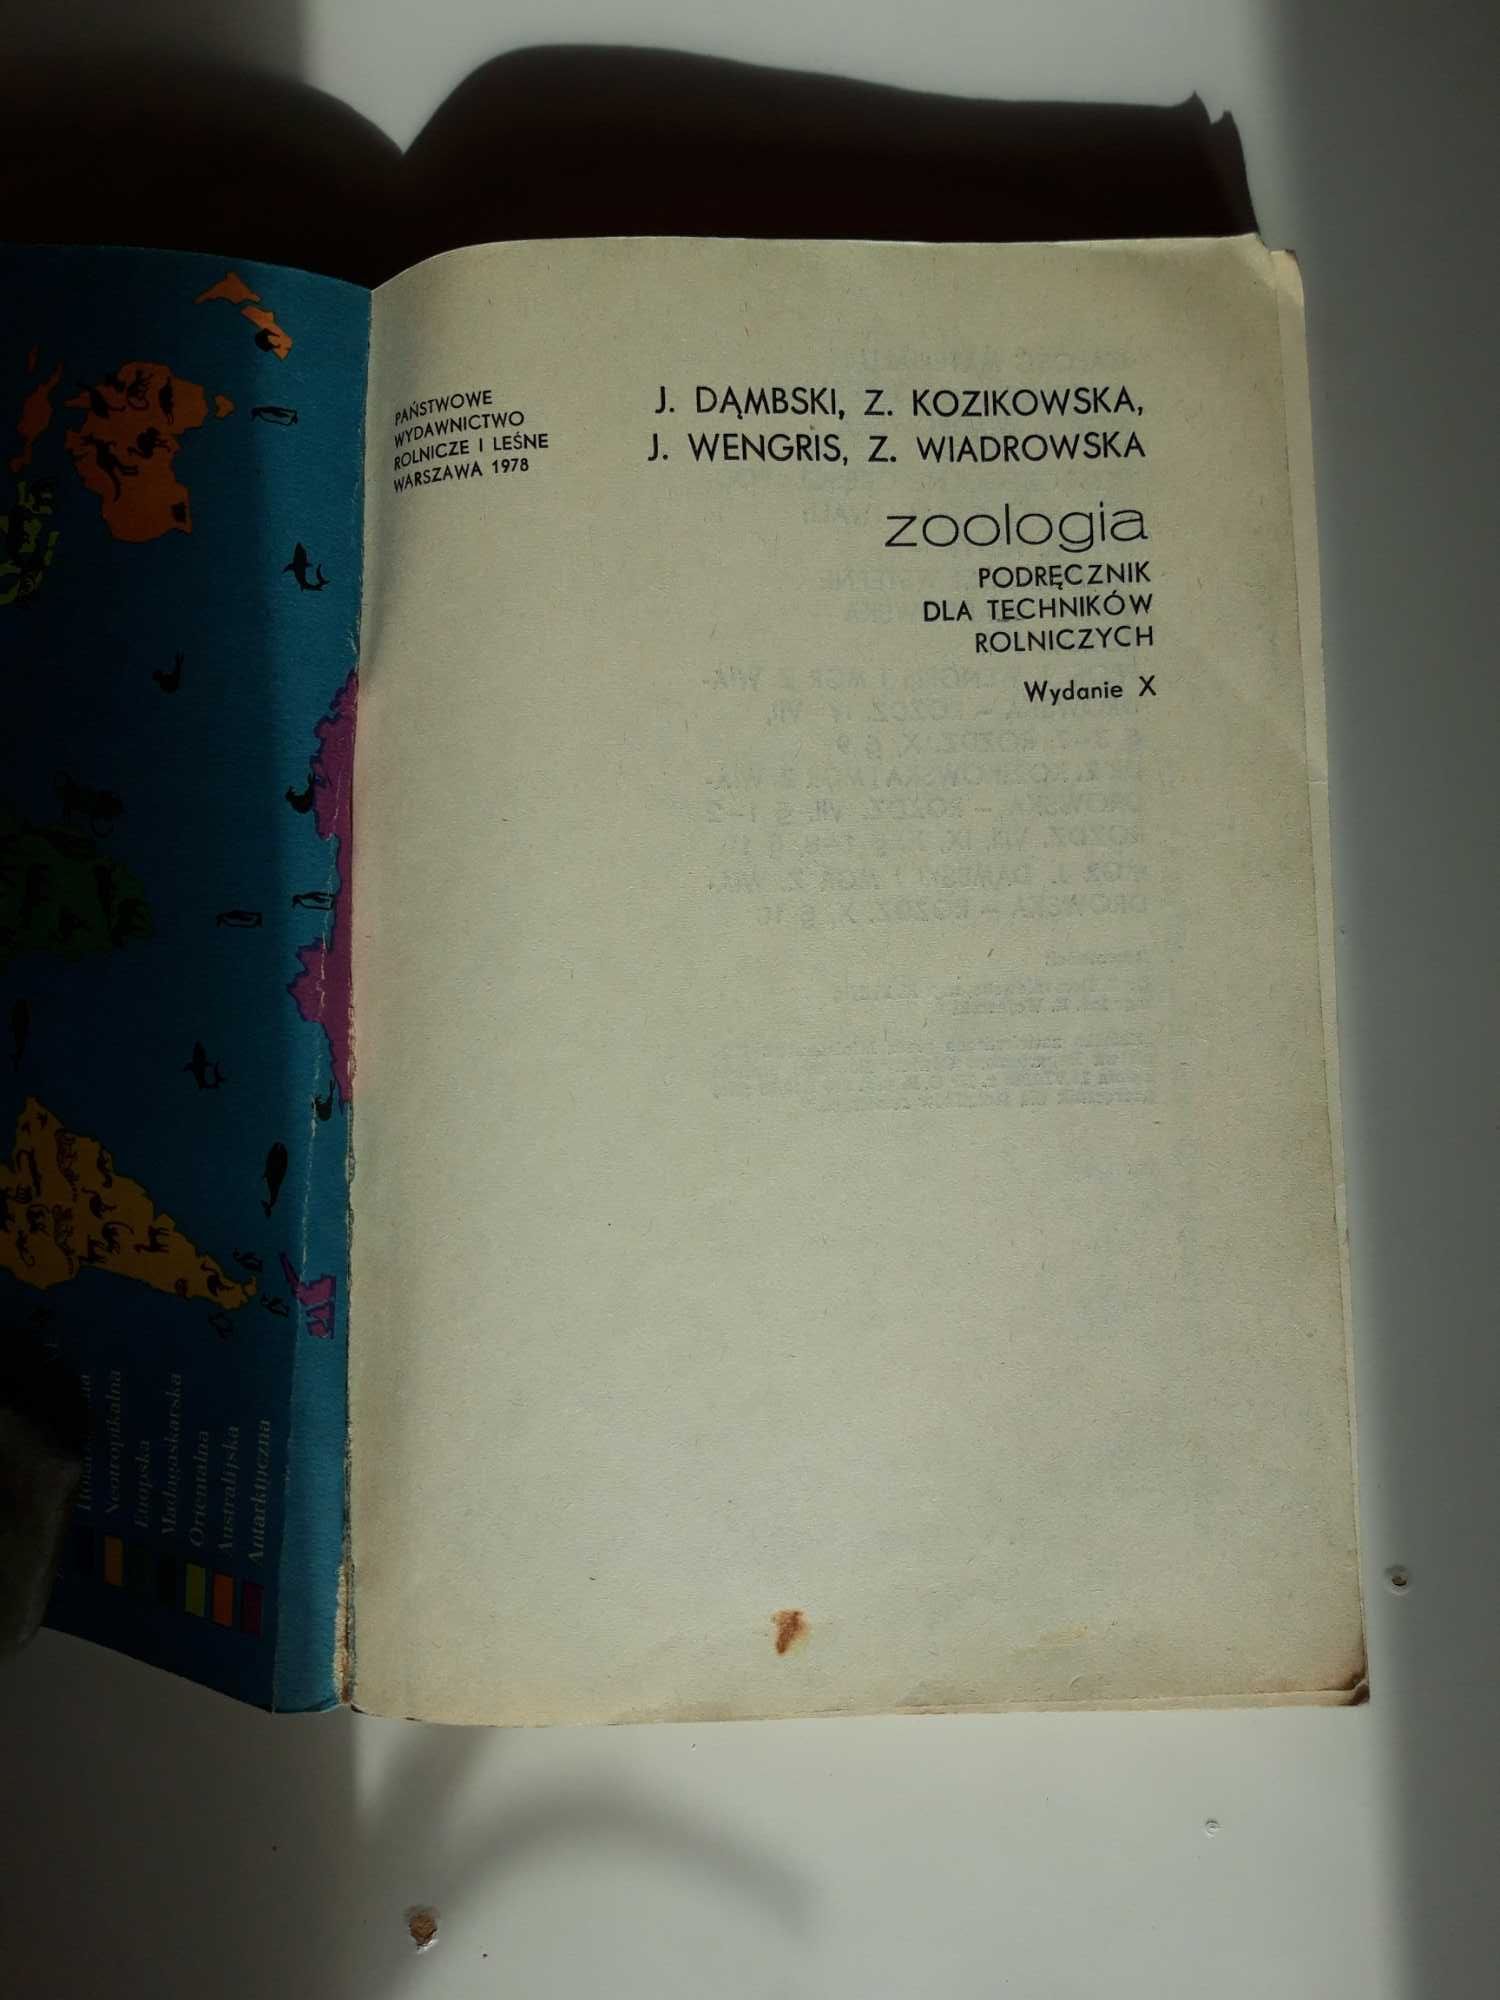 PAŃSTWOWE
WYDAWNICTWO
ROLNICZE I LEŚNE
WARSZAWA 1978
J. DĄMBSKI, Z. KOZIKOWSKA,
J. WENGRIS, Z. WIADROWSKA
zoologia
PODRĘCZNIK
DLA TECHNIKÓW
ROLNICZYCH
Wydanie X
Neotropikalna
Etiopska
Madagaskarska
Orientalna
Australijska
Antarktyczna